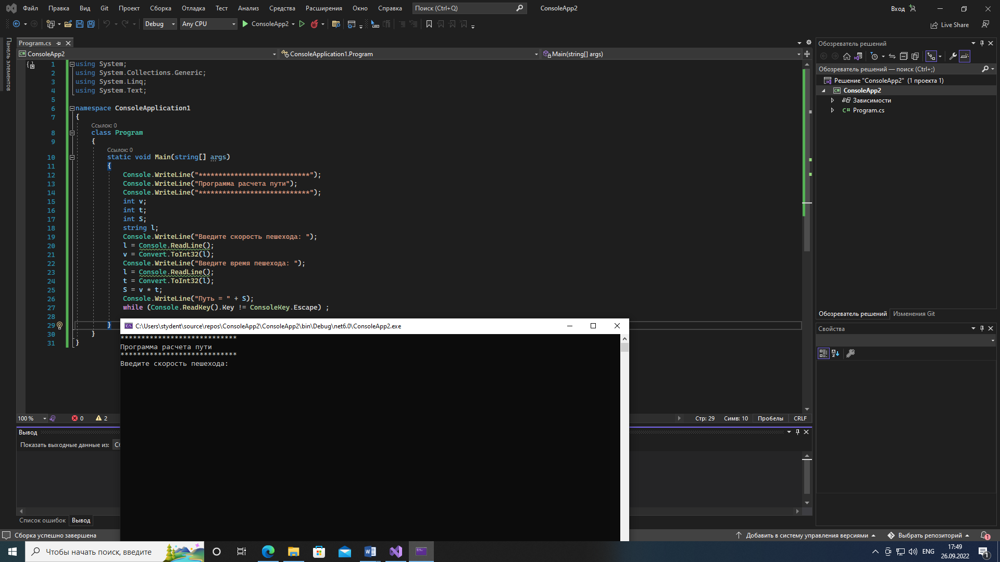 Файл Правка Вид Git Проект Сборка Отладка Тест Анализ Средства Расширения Окно Справка Поиск (Ctrl+Q) ConsoleApp2 Вход
Debug Any CPU ConsoleApp2 Live Share
Панель элементов
Program.cs
ConsoleApp2 ConsoleApplication1.Program Main(string[] args)
1 using System;
2 using System.Collections.Generic;
3 using System.Linq;
4 using System.Text;
5
6 namespace ConsoleApplication1
7 {
Ссылок: 0
8 class Program
9 {
Ссылок: 0
10 static void Main(string[] args)
11 {
12 Console.WriteLine("****************************");
13 Console.WriteLine("Программа расчета пути");
14 Console.WriteLine("****************************");
15 int v;
16 int t;
17 int S;
18 string l;
19 Console.WriteLine("Введите скорость пешехода: ");
20 l = Console.ReadLine();
21 v = Convert.ToInt32(l);
22 Console.WriteLine("Введите время пешехода: ");
23 l = Console.ReadLine();
24 t = Convert.ToInt32(l);
25 S = v * t;
26 Console.WriteLine("Путь = " + S);
27 while (Console.ReadKey().Key != ConsoleKey.Escape) ;
28
29 }
30 }
31 }
C:\Users\stydent\source\repos\ConsoleApp2\ConsoleApp2\bin\Debug\net6.0\ConsoleApp2.exe
****************************
Программа расчета пути
****************************
Введите скорость пешехода:
100 % 0 2 Стр: 29 Симв: 10 Пробелы CRLF
Вывод
Показать выходные данные из:
Список ошибок Вывод
Обозреватель решений
Обозреватель решений — поиск (Ctrl+;)
Решение "ConsoleApp2" (1 проекта 1)
ConsoleApp2
Зависимости
C# Program.cs
Обозреватель решений Изменения Git
Свойства
Сборка успешно завершена Добавить в систему управления версиями Выбрать репозиторий 1
Чтобы начать поиск, введите ENG 17:49
26.09.2022 1